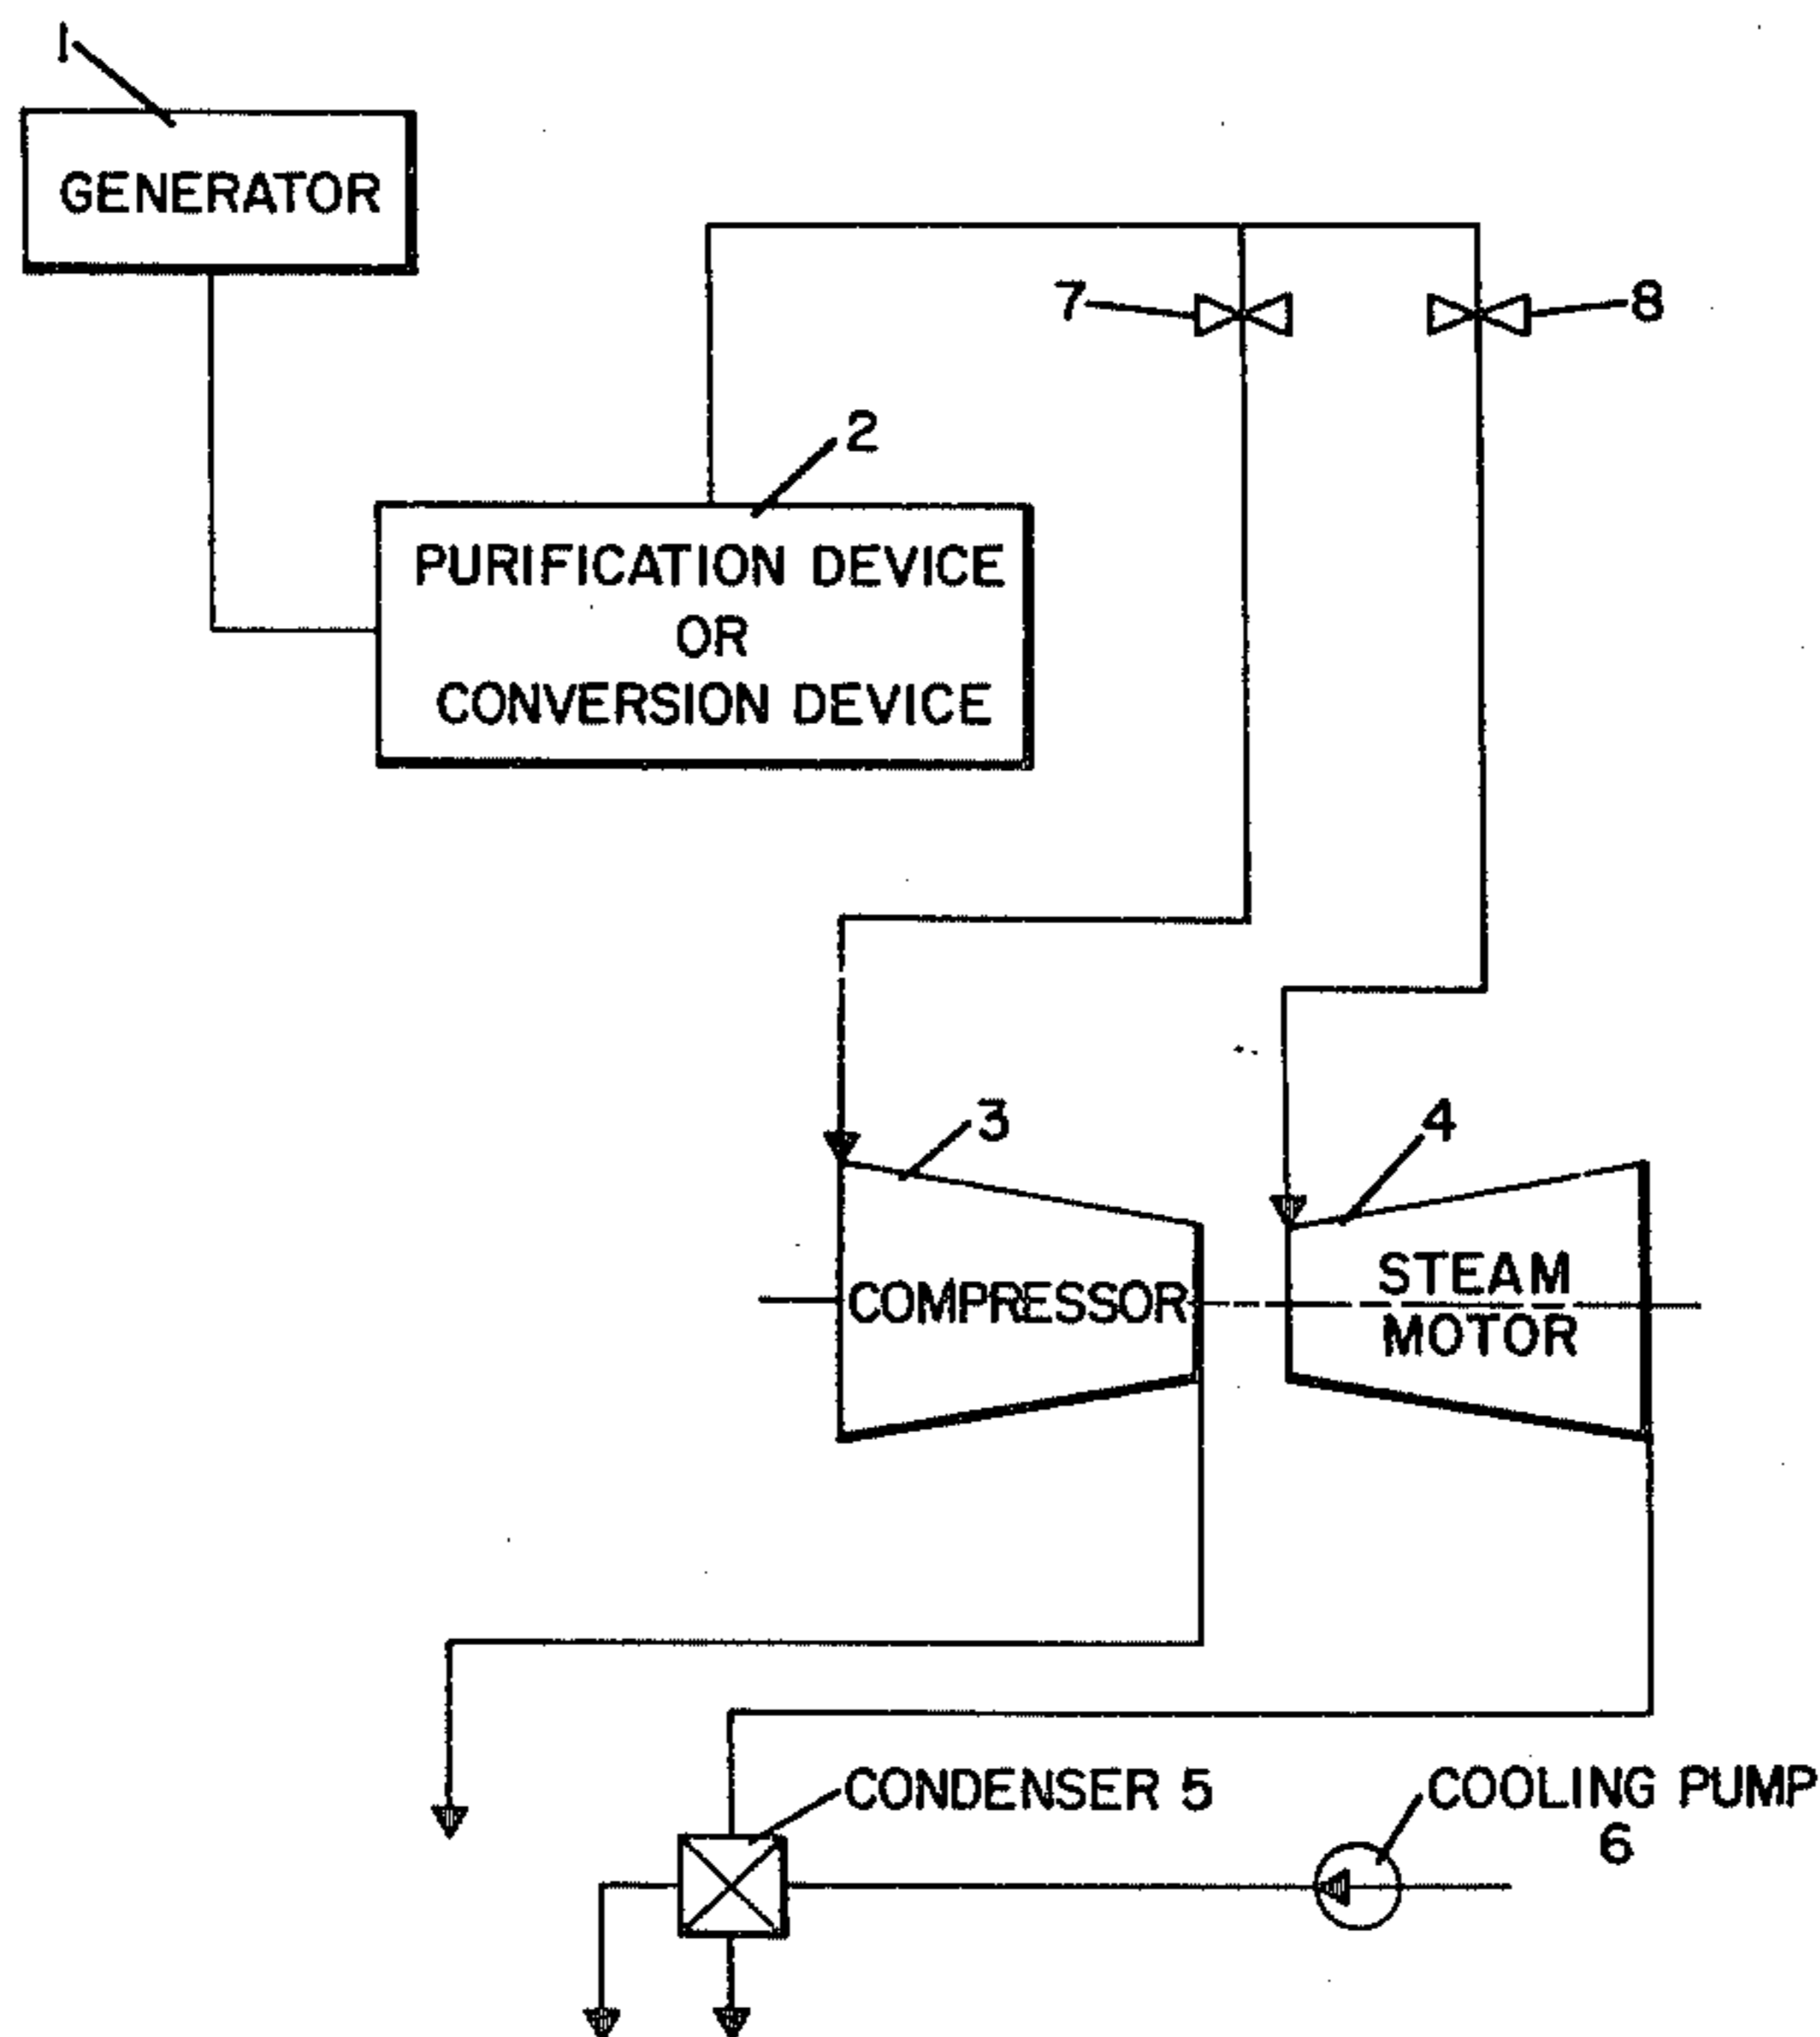 1
GENERATOR
7
8
2
PURIFICATION DEVICE
OR
CONVERSION DEVICE
3
4
COMPRESSOR
STEAM
MOTOR
CONDENSER 5
COOLING PUMP
6